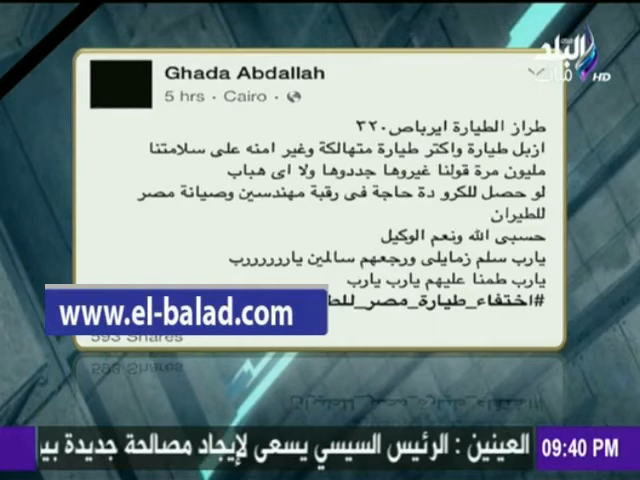 البلد
HD
Ghada Abdallah
5 hrs · Cairo ·
طراز الطيارة ايرباص٣٢٠
ازبل طيارة واكتر طيارة متهالكة وغير امنه على سلامتنا
مليون مرة قولنا غيروها جددوها ولا اى هباب
لو حصل للكرو دة حاجة فى رقبة مهندسين وصيانة مصر
للطيران
حسبى الله ونعم الوكيل
يارب سلم زمايلى ورجعهم سالمين ياررررررب
يارب طمنا عليهم يارب يارب
#اختفاء_طيارة_مصر_للط
www.el-balad.com
593 Shares
العينين : الرئيس السيسي يسعى لإيجاد مصالحة جديدة بي
09:40 PM